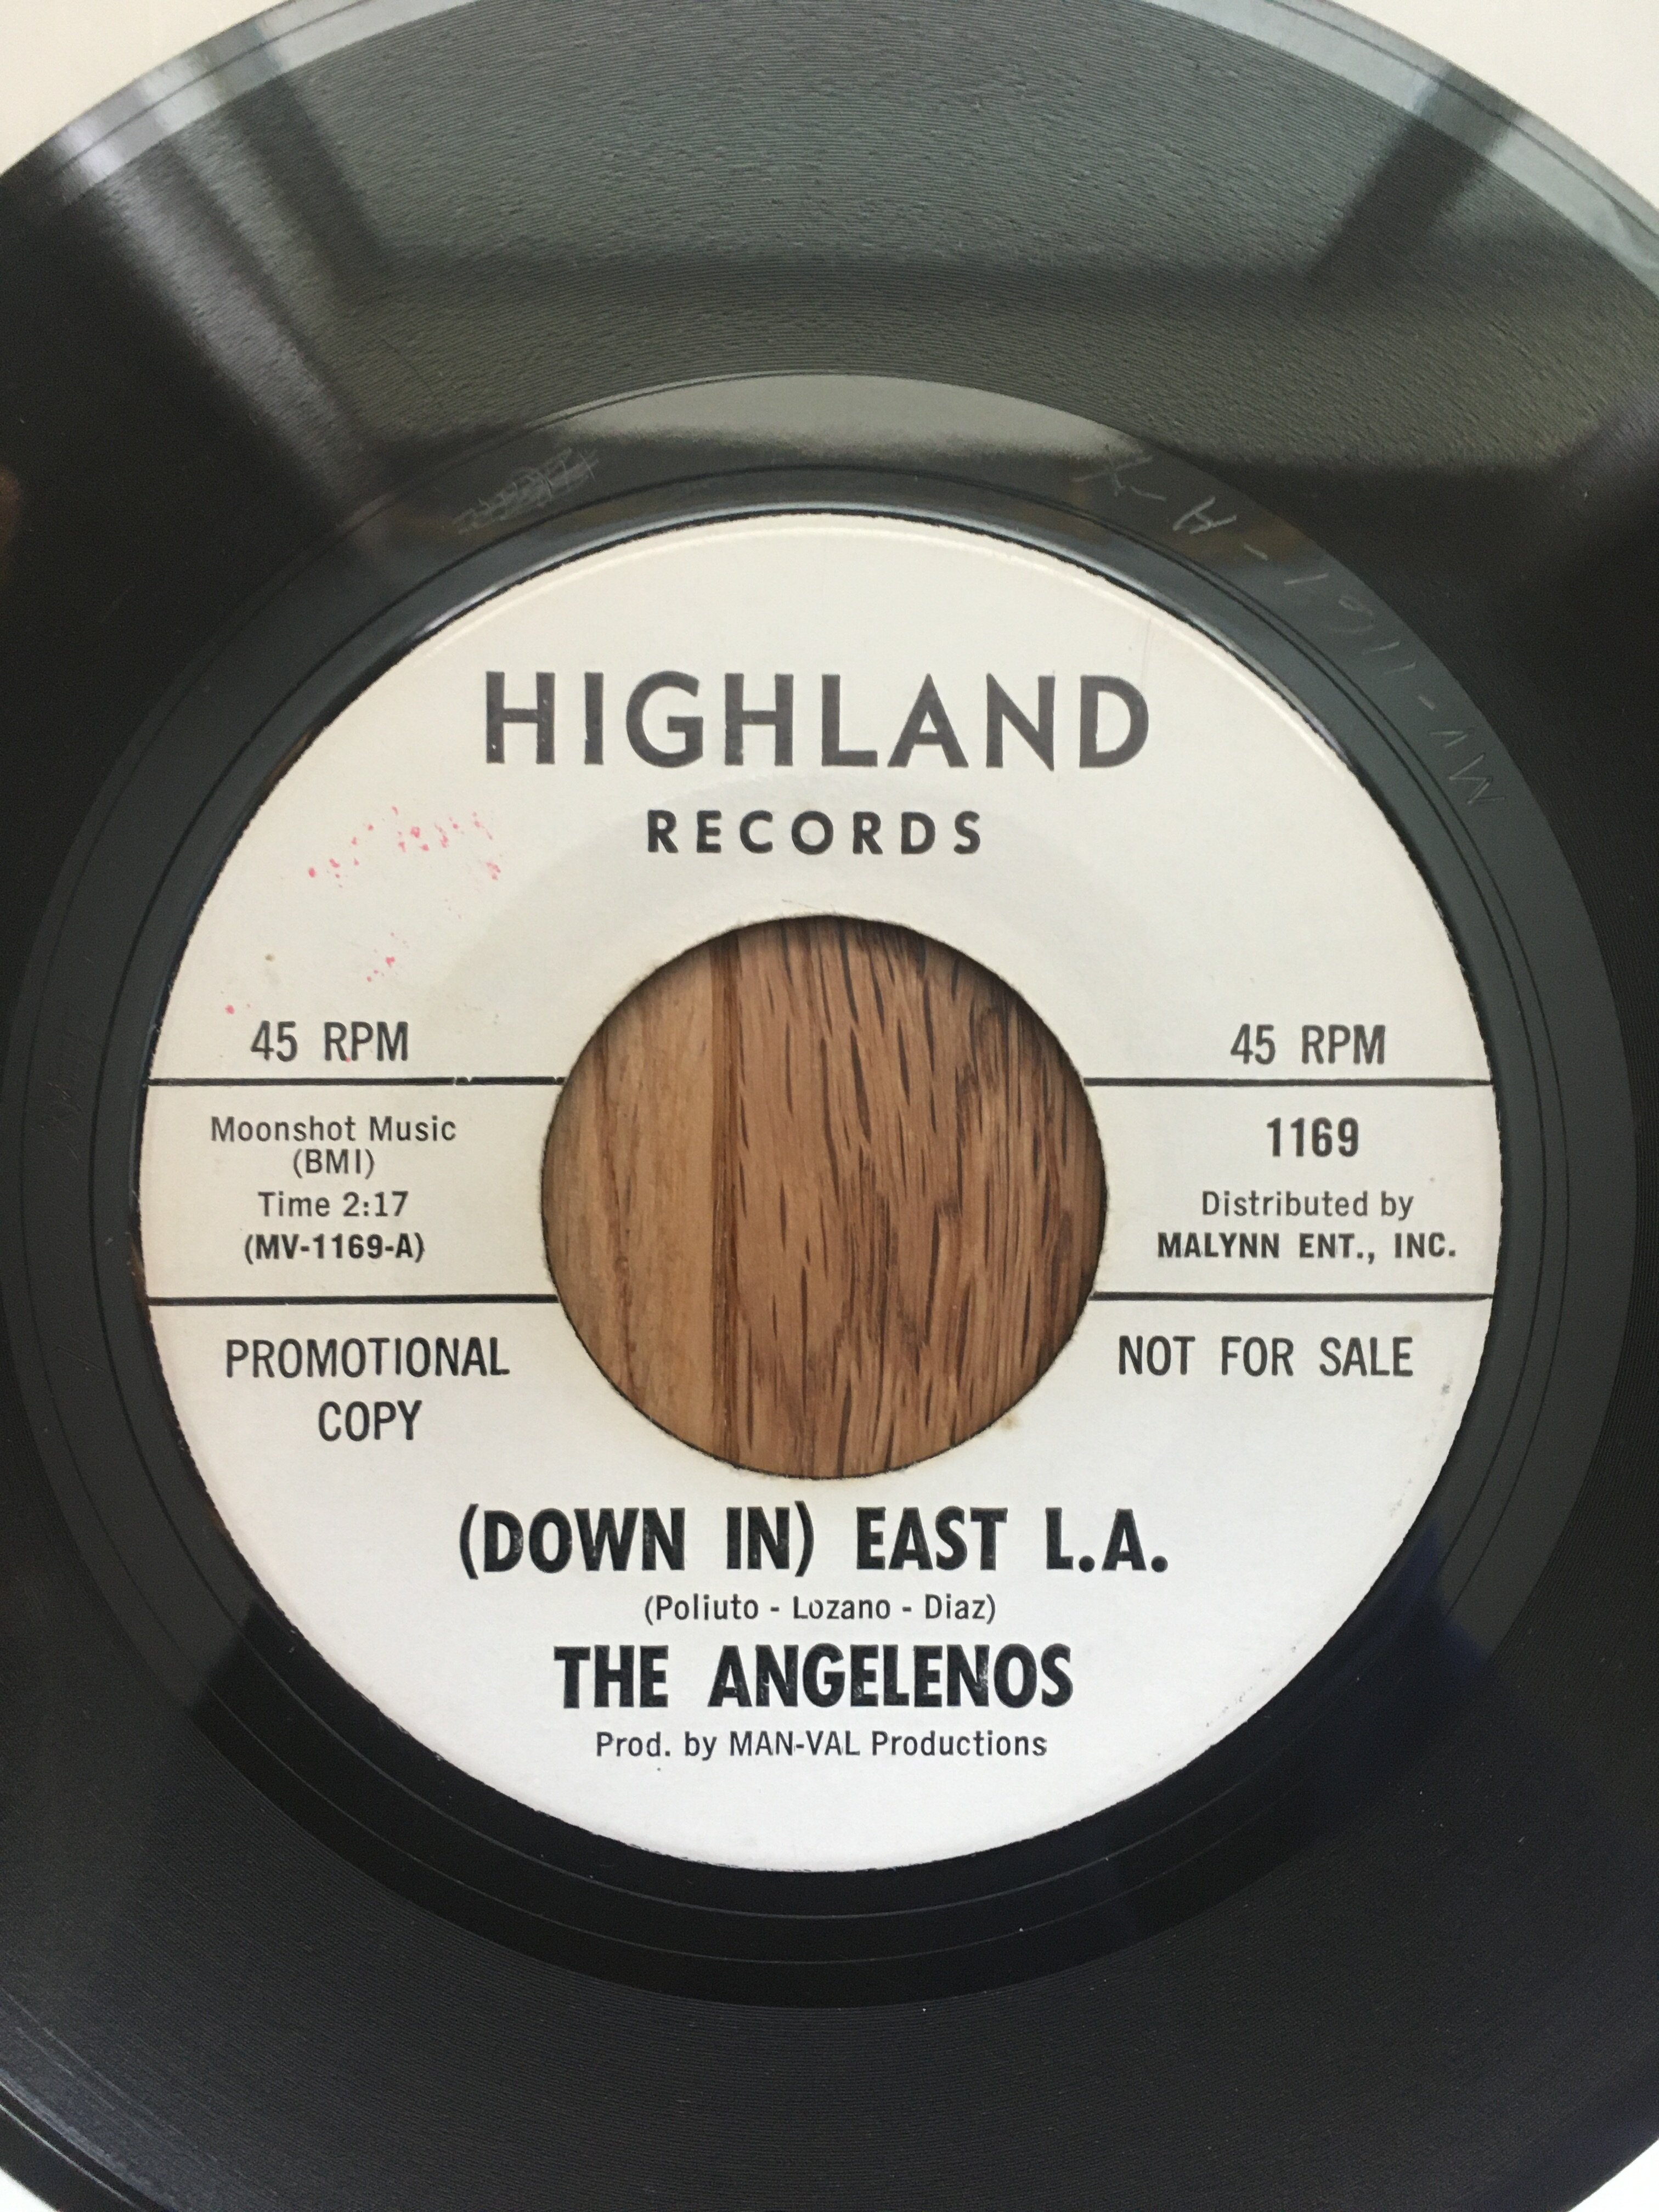 MV-1169-A-X
HIGHLAND
RECORDS
45 RPM
45 RPM
Moonshot Music
(BMI)
Time 2:17
(MV-1169-A)
1169
Distributed by
MALYNN ENT., INC.
PROMOTIONAL
COPY
NOT FOR SALE
(DOWN IN) EAST L.A.
(Poliuto - Lozano - Diaz)
THE ANGELENOS
Prod. by MAN-VAL Productions